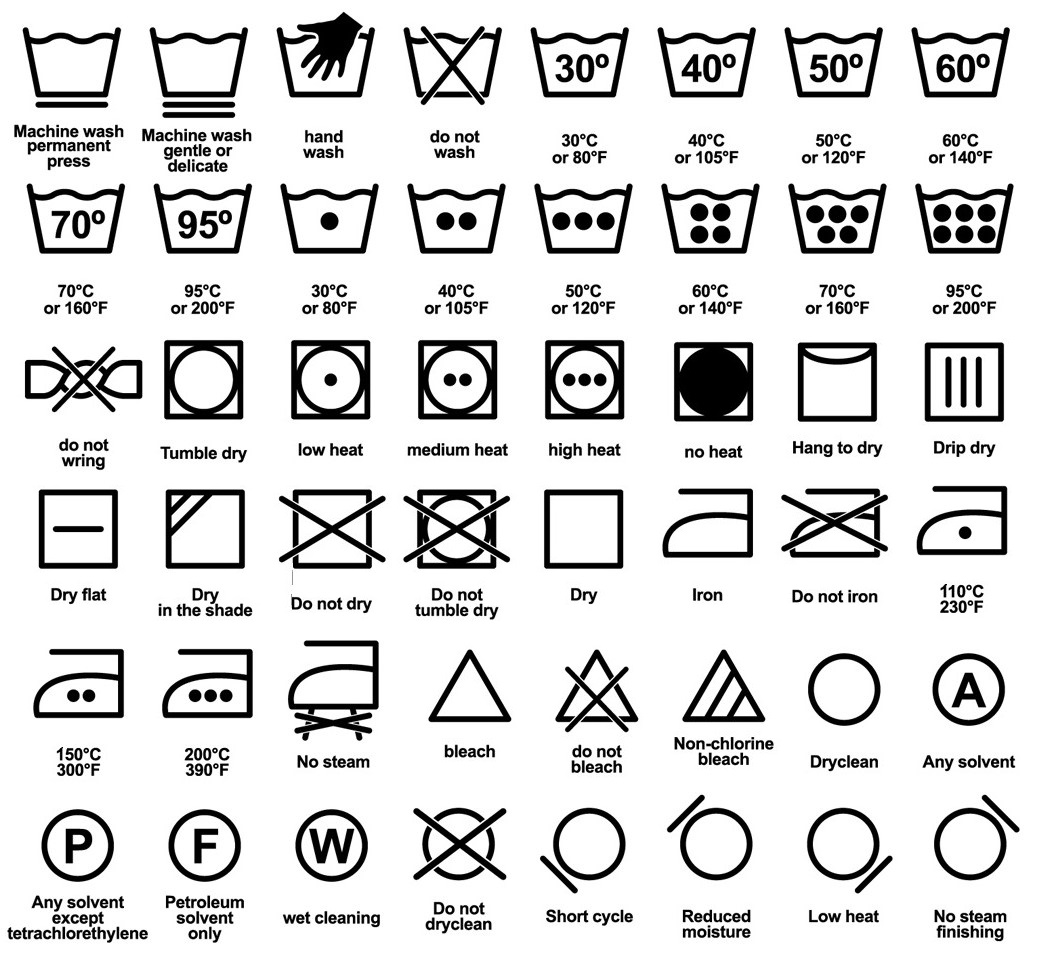 30º
40º
50º
60º
Machine wash
permanent
press
Machine wash
gentle or
delicate
hand
wash
do not
wash
30°C
or 80°F
40°C
or 105°F
50°C
or 120°F
60°C
or 140°F
70º
95º
70°C
or 160°F
95°C
or 200°F
30°C
or 80°F
40°C
or 105°F
50°C
or 120°F
60°C
or 140°F
70°C
or 160°F
95°C
or 200°F
do not
wring
Tumble dry
low heat
medium heat
high heat
no heat
Hang to dry
Drip dry
Dry flat
Dry
in the shade
Do not dry
Do not
tumble dry
Dry
Iron
Do not iron
110°C
230°F
A
150°C
300°F
200°C
390°F
No steam
bleach
do not
bleach
Non-chlorine
bleach
Dryclean
Any solvent
P
F
W
Any solvent
except
tetrachlorethylene
Petroleum
solvent
only
wet cleaning
Do not
dryclean
Short cycle
Reduced
moisture
Low heat
No steam
finishing